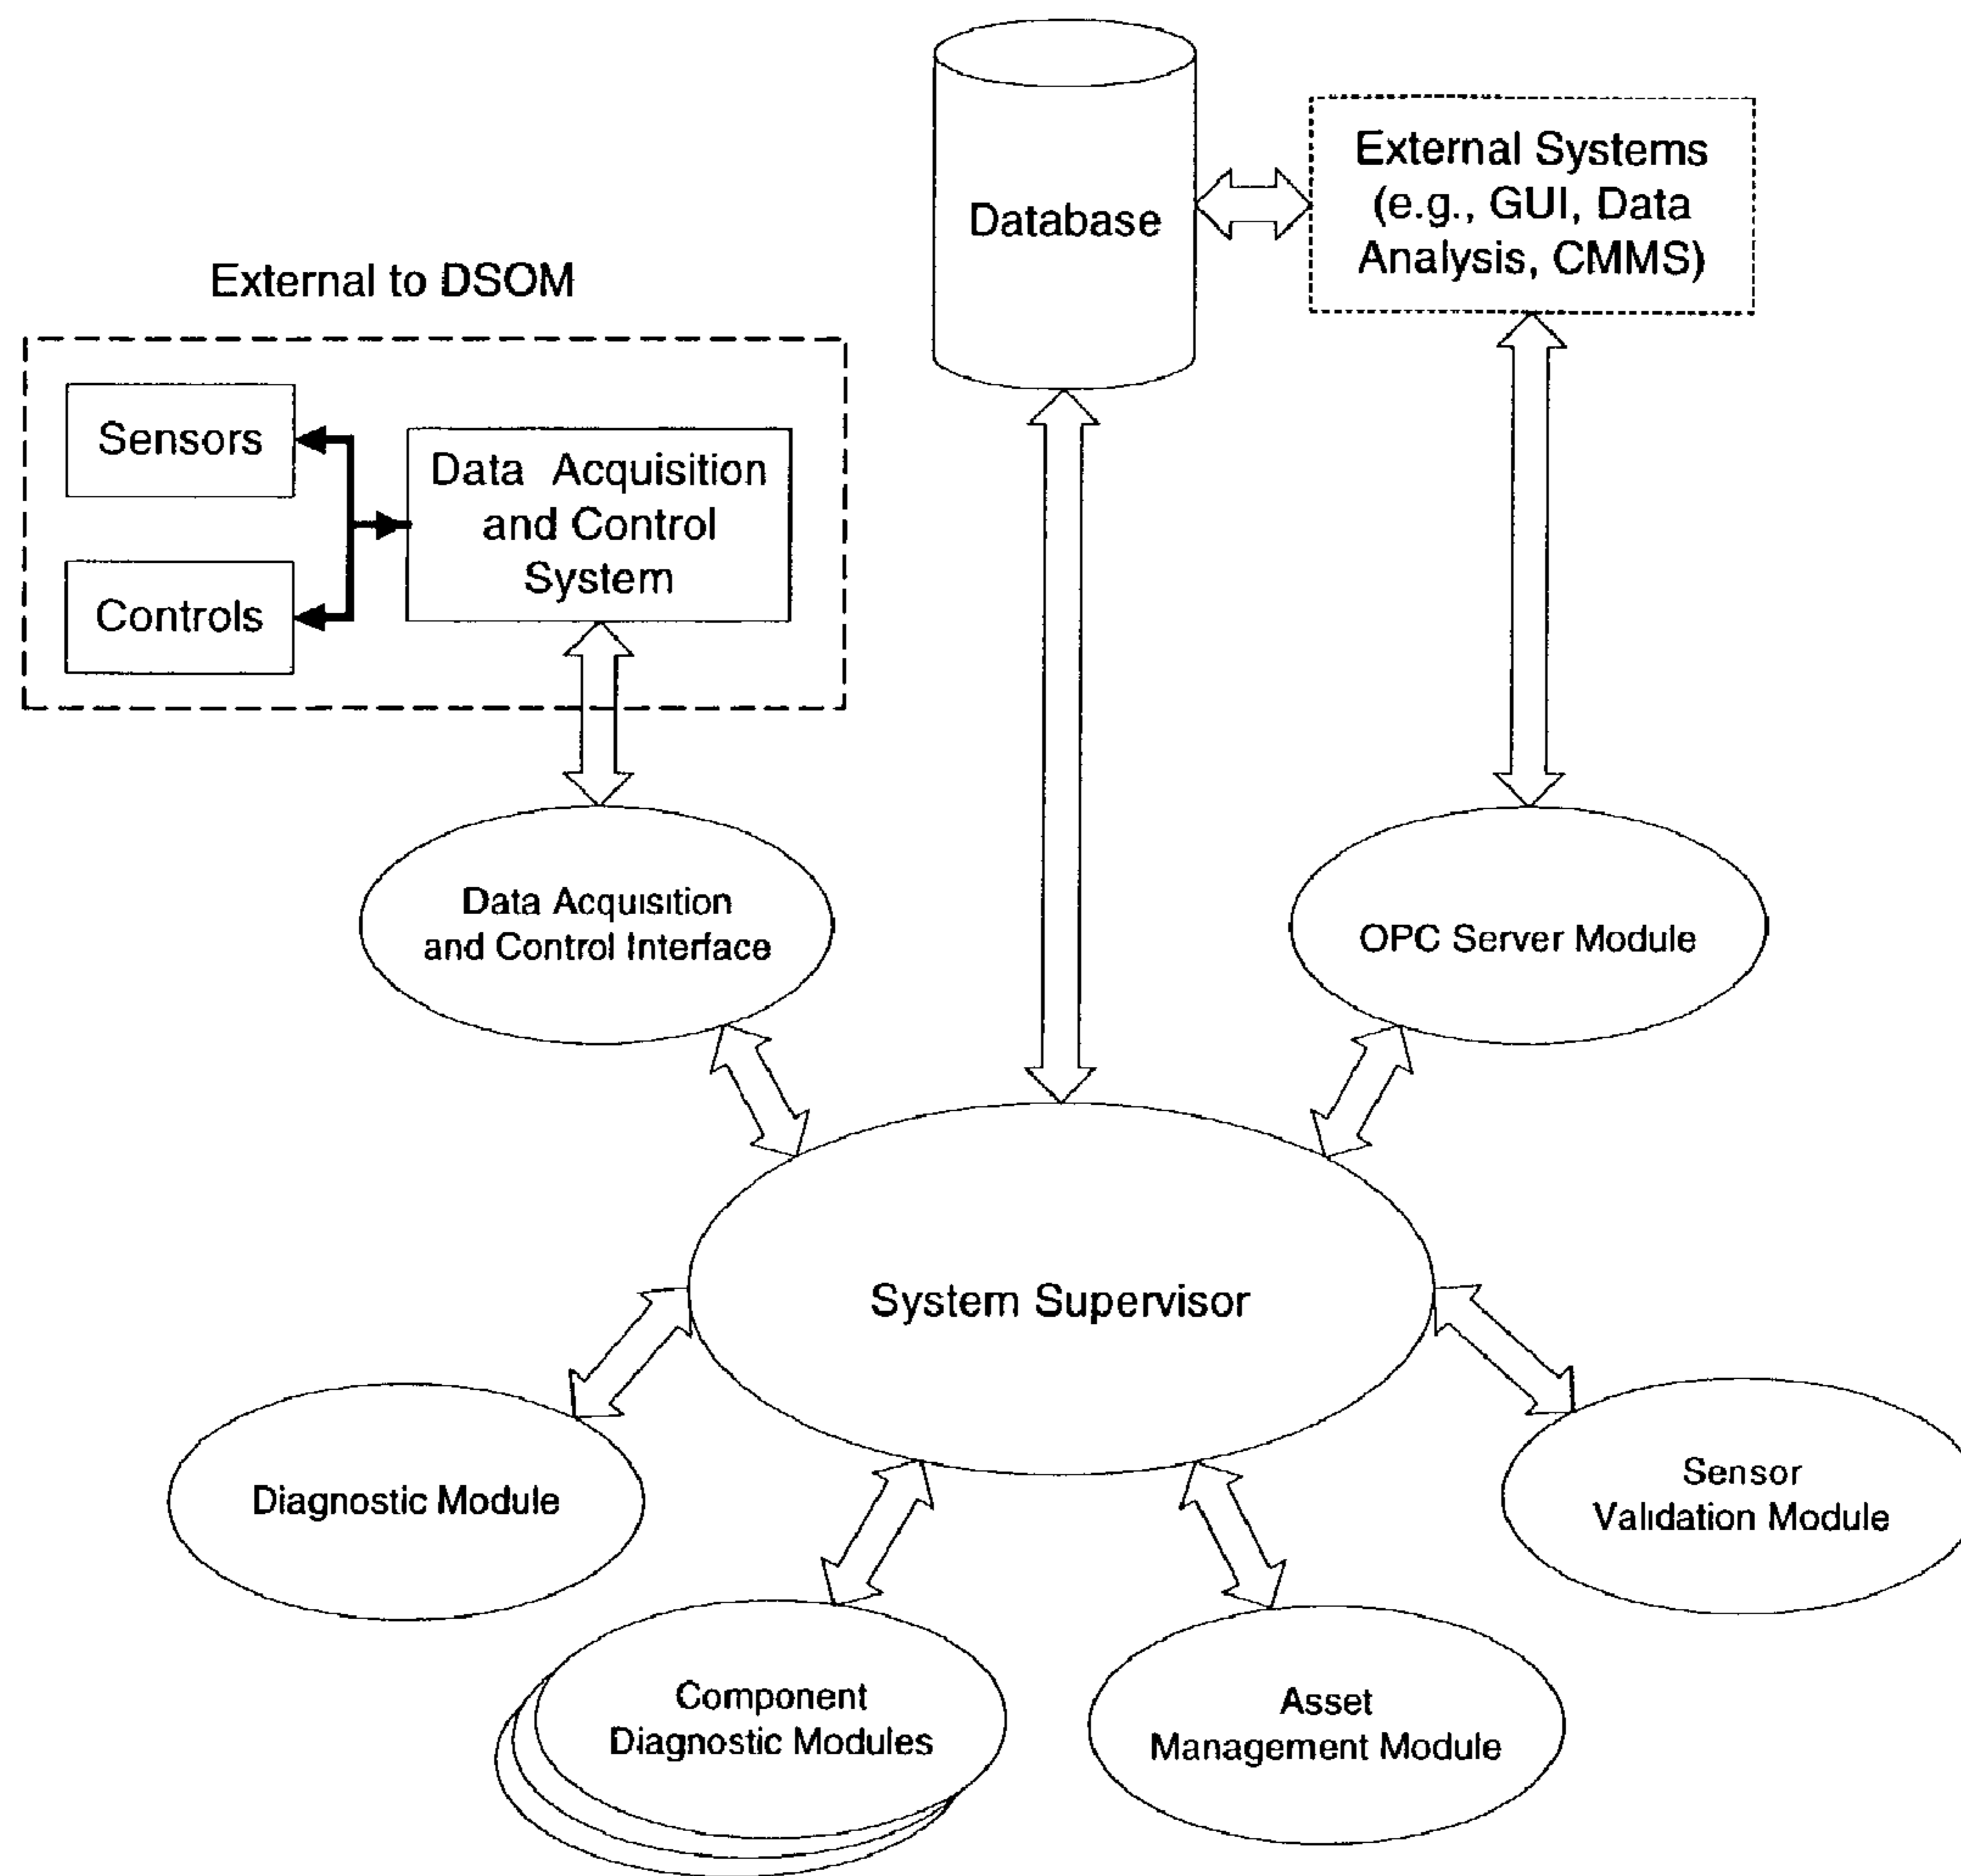 Database
External Systems
(e.g., GUI, Data
Analysis, CMMS)
External to DSOM
Sensors
Controls
Data Acquisition
and Control
System
Data Acquisition
and Control Interface
OPC Server Module
System Supervisor
Diagnostic Module
Sensor
Validation Module
Component
Diagnostic Modules
Asset
Management Module